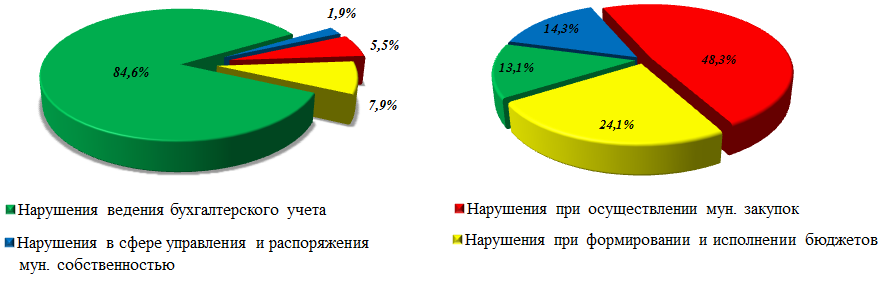 1,9%
5,5%
84,6%
7,9%
14,3%
48,3%
13,1%
24,1%
Нарушения ведения бухгалтерского учета
Нарушения в сфере управления и распоряжения
мун. собственностью
Нарушения при осуществлении мун. закупок
Нарушения при формировании и исполнении бюджетов